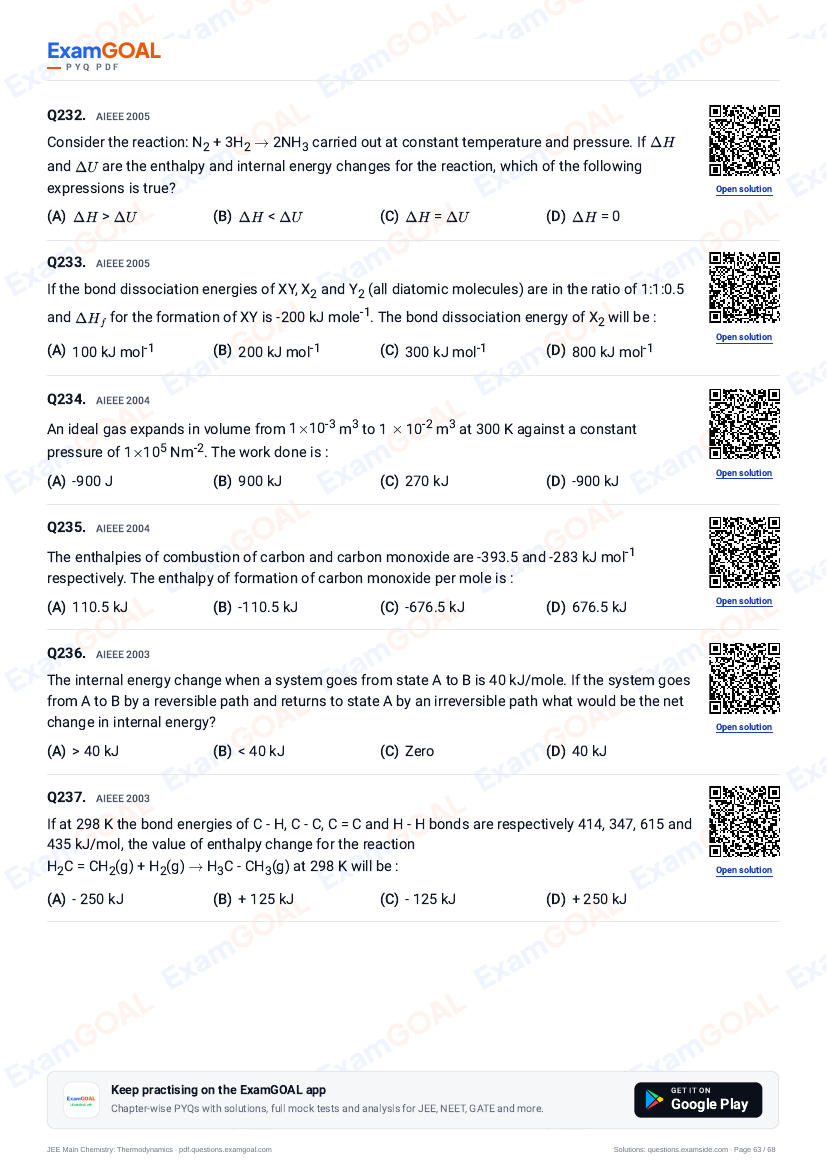 ExamGOAL
PYQ PDF
Q232. AIEEE 2005
Consider the reaction: N2 + 3H2 → 2NH3 carried out at constant temperature and pressure. If ΔH
and ΔU are the enthalpy and internal energy changes for the reaction, which of the following
expressions is true?
(A) ΔH > ΔU (B) ΔH < ΔU (C) ΔH = ΔU (D) ΔH = 0
Open solution
Q233. AIEEE 2005
If the bond dissociation energies of XY, X2 and Y2 (all diatomic molecules) are in the ratio of 1:1:0.5
and ΔHf for the formation of XY is -200 kJ mole-1. The bond dissociation energy of X2 will be :
(A) 100 kJ mol-1 (B) 200 kJ mol-1 (C) 300 kJ mol-1 (D) 800 kJ mol-1
Open solution
Q234. AIEEE 2004
An ideal gas expands in volume from 1×10-3 m3 to 1 × 10-2 m3 at 300 K against a constant
pressure of 1×105 Nm-2. The work done is :
(A) -900 J (B) 900 kJ (C) 270 kJ (D) -900 kJ
Open solution
Q235. AIEEE 2004
The enthalpies of combustion of carbon and carbon monoxide are -393.5 and -283 kJ mol-1
respectively. The enthalpy of formation of carbon monoxide per mole is :
(A) 110.5 kJ (B) -110.5 kJ (C) -676.5 kJ (D) 676.5 kJ
Open solution
Q236. AIEEE 2003
The internal energy change when a system goes from state A to B is 40 kJ/mole. If the system goes
from A to B by a reversible path and returns to state A by an irreversible path what would be the net
change in internal energy?
(A) > 40 kJ (B) < 40 kJ (C) Zero (D) 40 kJ
Open solution
Q237. AIEEE 2003
If at 298 K the bond energies of C - H, C - C, C = C and H - H bonds are respectively 414, 347, 615 and
435 kJ/mol, the value of enthalpy change for the reaction
H2C = CH2(g) + H2(g) → H3C - CH3(g) at 298 K will be :
(A) - 250 kJ (B) + 125 kJ (C) - 125 kJ (D) + 250 kJ
Open solution
ExamGOAL
Keep practising on the ExamGOAL app
Chapter-wise PYQs with solutions, full mock tests and analysis for JEE, NEET, GATE and more.
GET IT ON
Google Play
JEE Main Chemistry: Thermodynamics · pdf.questions.examgoal.com
Solutions: questions.examside.com · Page 63 / 68